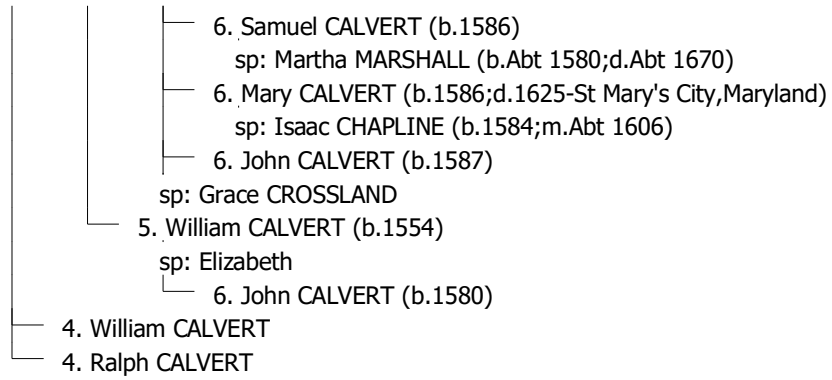 6. Samuel CALVERT (b.1586)
sp: Martha MARSHALL (b.Abt 1580;d.Abt 1670)
6. Mary CALVERT (b.1586;d.1625-St Mary's City,Maryland)
sp: Isaac CHAPLINE (b.1584;m.Abt 1606)
6. John CALVERT (b.1587)
sp: Grace CROSSLAND
5. William CALVERT (b.1554)
sp: Elizabeth
6. John CALVERT (b.1580)
4. William CALVERT
4. Ralph CALVERT